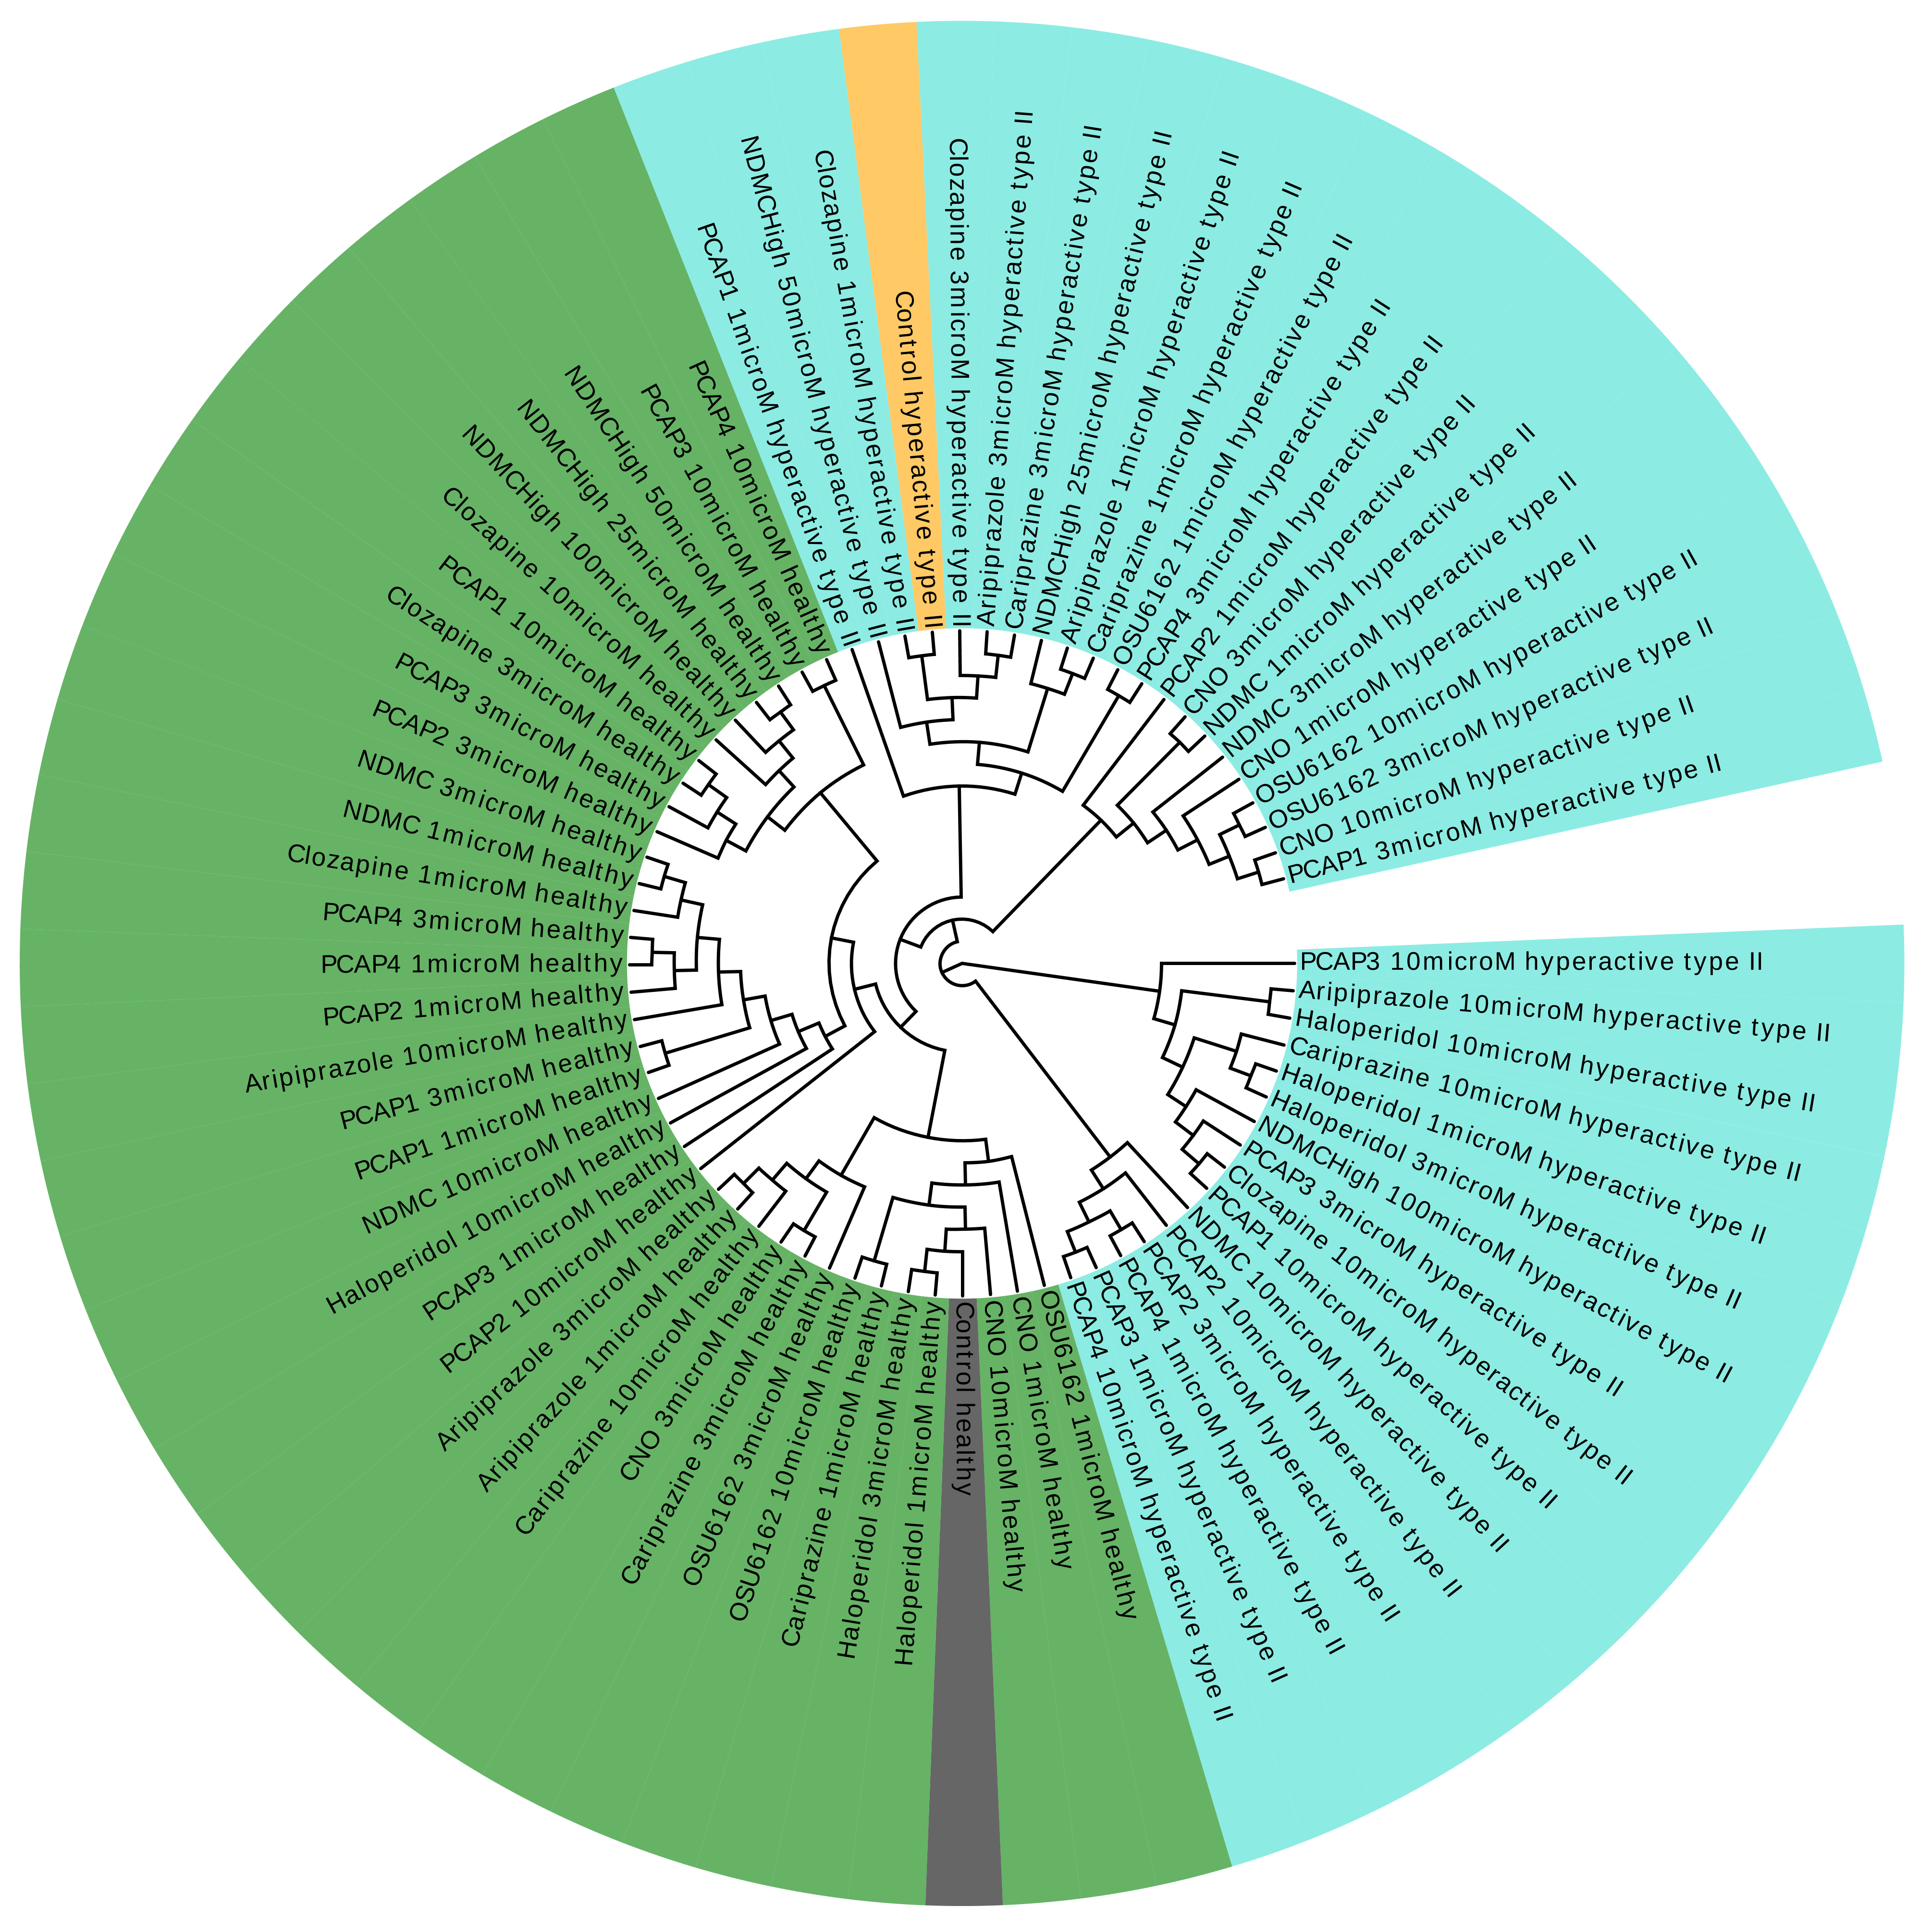 PCAP3 10microM hyperactive type II
Aripiprazole 10microM hyperactive type II
Haloperidol 10microM hyperactive type II
Cariprazine 10microM hyperactive type II
Haloperidol 1microM hyperactive type II
Haloperidol 3microM hyperactive type II
NDMCHigh 100microM hyperactive type II
PCAP3 3microM hyperactive type II
Clozapine 10microM hyperactive type II
PCAP1 10microM hyperactive type II
NDMC 10microM hyperactive type II
PCAP2 10microM hyperactive type II
PCAP2 3microM hyperactive type II
PCAP4 1microM hyperactive type II
PCAP3 1microM hyperactive type II
PCAP4 10microM hyperactive type II
OSU6162 1microM healthy
CNO 1microM healthy
CNO 10microM healthy
Control healthy
Haloperidol 1microM healthy
Haloperidol 3microM healthy
Cariprazine 1microM healthy
OSU6162 10microM healthy
OSU6162 3microM healthy
Cariprazine 3microM healthy
CNO 3microM healthy
Cariprazine 10microM healthy
Aripiprazole 1microM healthy
Aripiprazole 3microM healthy
PCAP2 10microM healthy
PCAP3 1microM healthy
Haloperidol 10microM healthy
NDMC 10microM healthy
PCAP1 1microM healthy
PCAP1 3microM healthy
Aripiprazole 10microM healthy
PCAP2 1microM healthy
PCAP4 1microM healthy
PCAP4 3microM healthy
Clozapine 1microM healthy
NDMC 1microM healthy
NDMC 3microM healthy
PCAP2 3microM healthy
PCAP3 3microM healthy
Clozapine 3microM healthy
PCAP1 10microM healthy
Clozapine 10microM healthy
NDMCHigh 100microM healthy
NDMCHigh 25microM healthy
NDMCHigh 50microM healthy
PCAP3 10microM healthy
PCAP4 10microM healthy
PCAP1 1microM hyperactive type II
NDMCHigh 50microM hyperactive type II
Clozapine 1microM hyperactive type II
Control hyperactive type II
Clozapine 3microM hyperactive type II
Aripiprazole 3microM hyperactive type II
Cariprazine 3microM hyperactive type II
NDMCHigh 25microM hyperactive type II
Aripiprazole 1microM hyperactive type II
Cariprazine 1microM hyperactive type II
OSU6162 1microM hyperactive type II
PCAP4 3microM hyperactive type II
PCAP2 1microM hyperactive type II
CNO 3microM hyperactive type II
NDMC 1microM hyperactive type II
NDMC 3microM hyperactive type II
CNO 1microM hyperactive type II
OSU6162 10microM hyperactive type II
OSU6162 3microM hyperactive type II
CNO 10microM hyperactive type II
PCAP1 3microM hyperactive type II